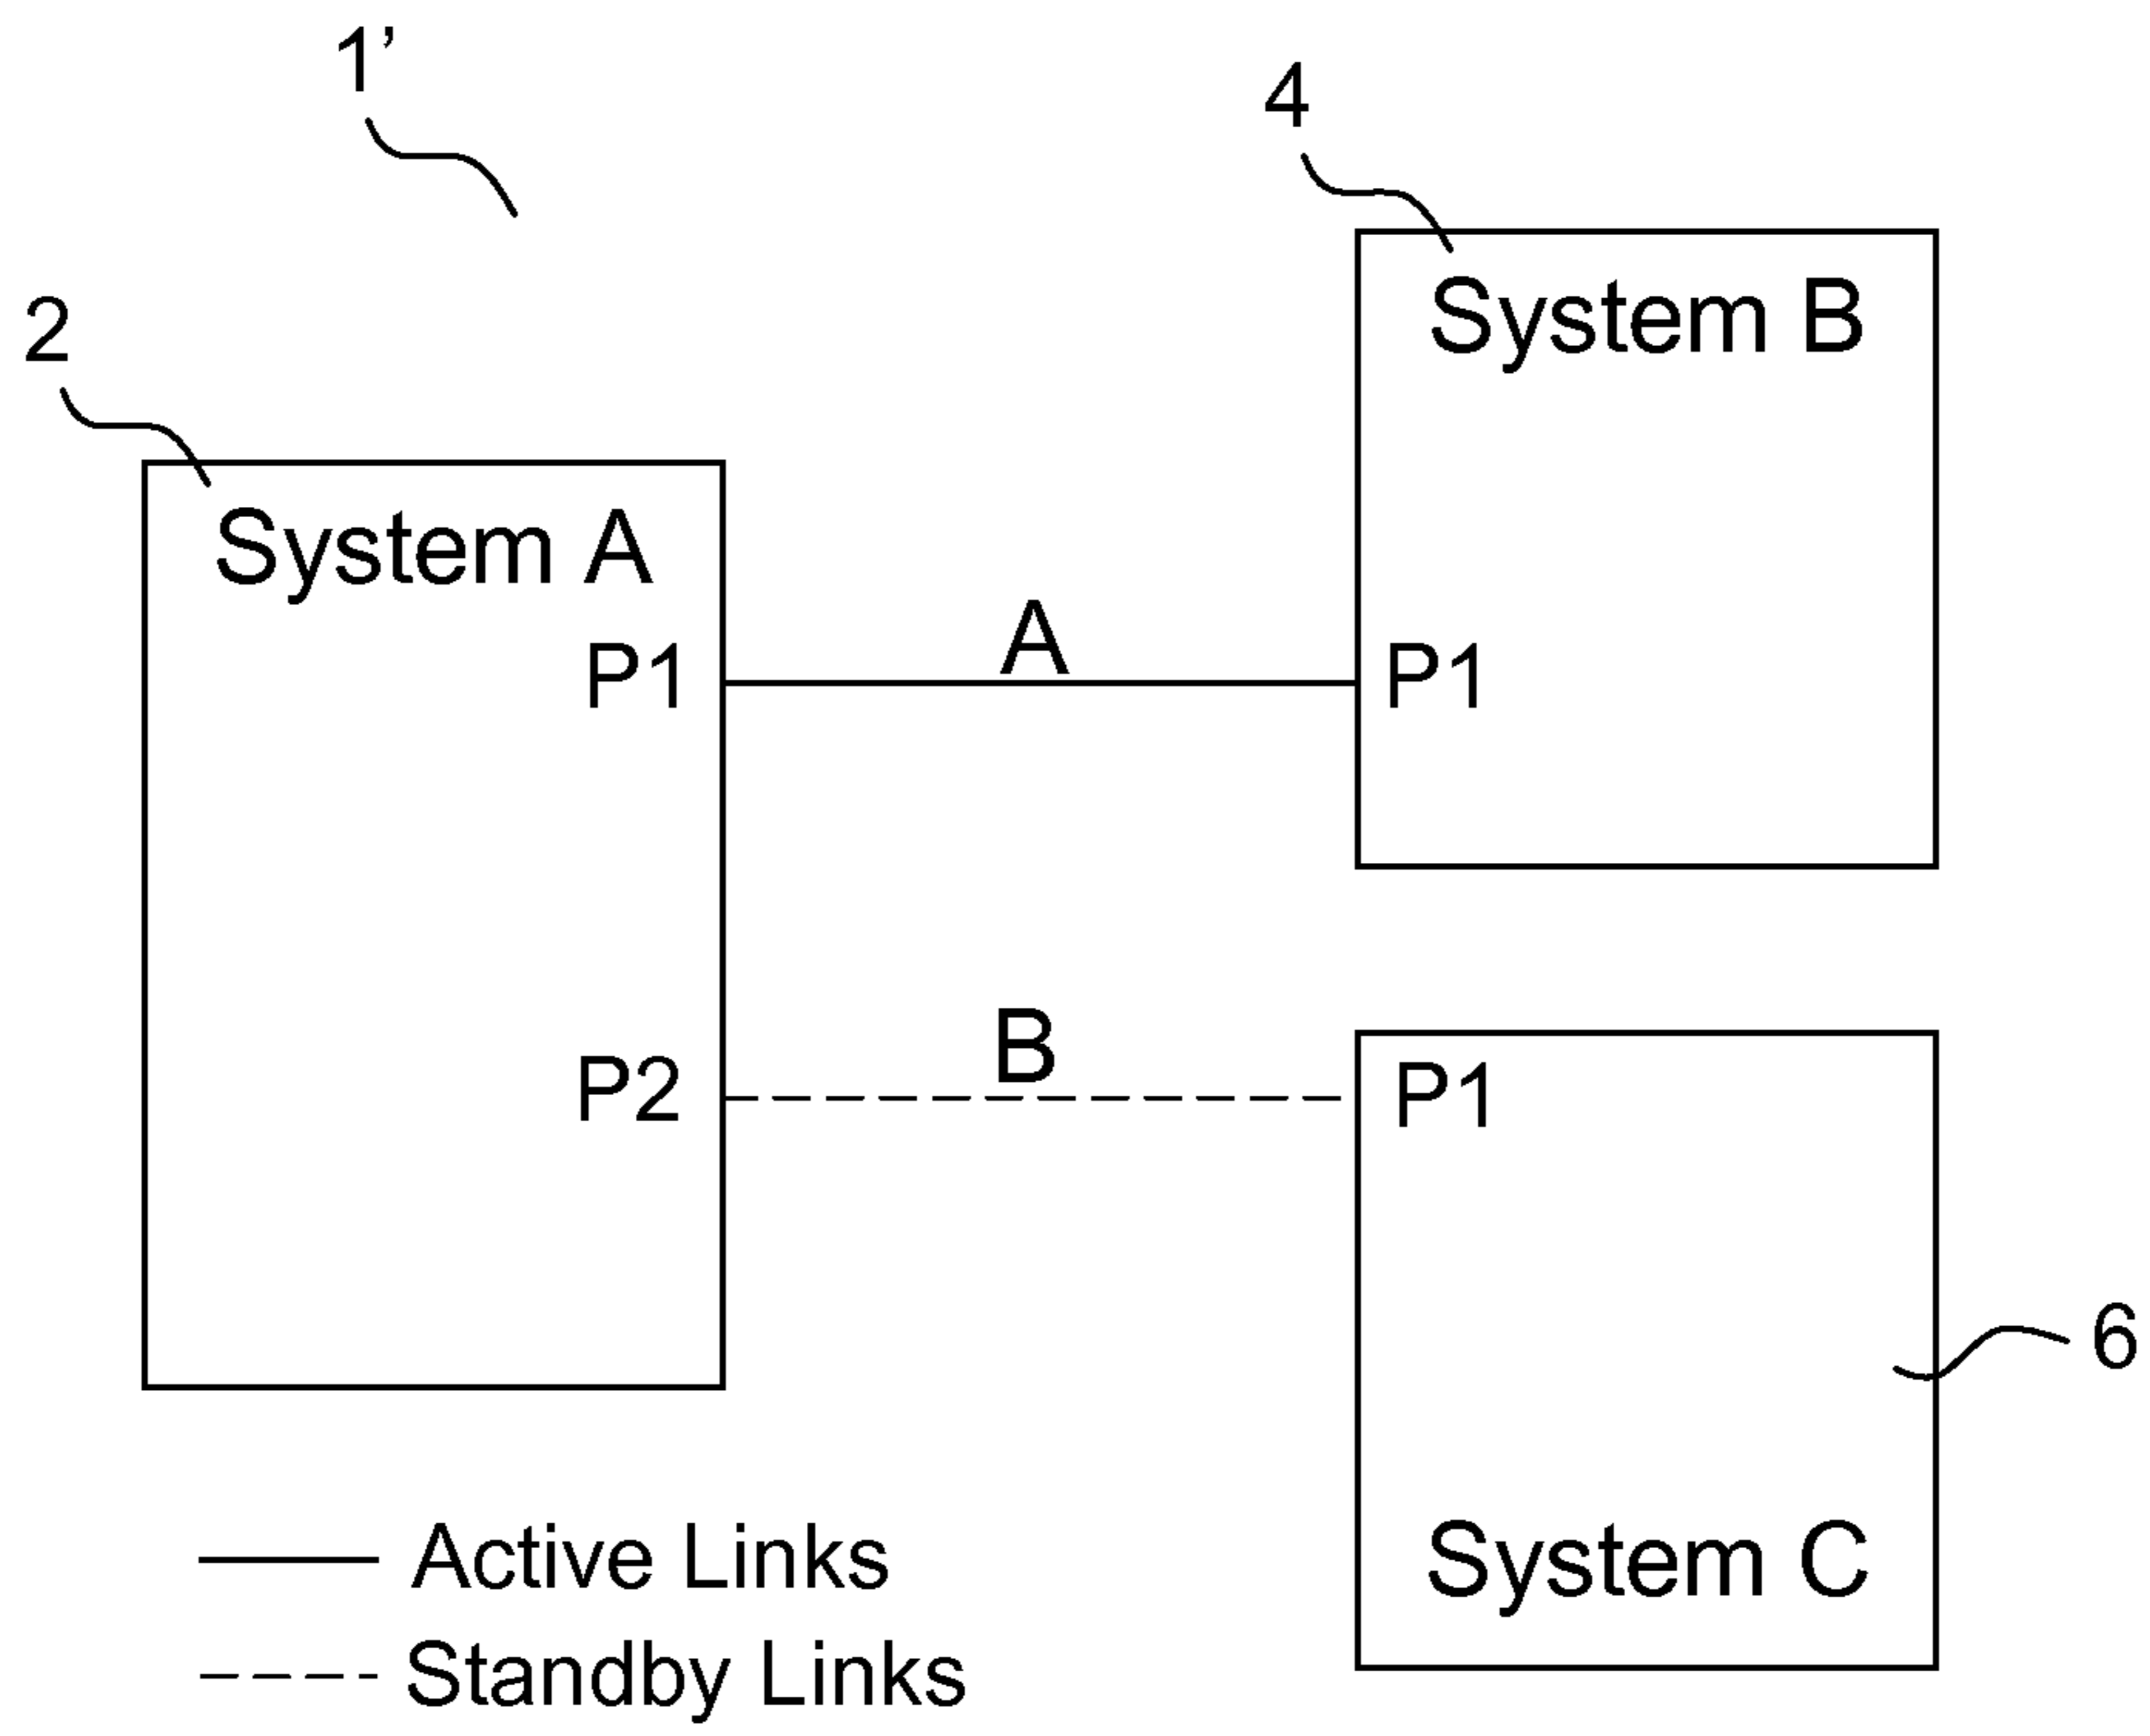 1’
4
System B
2
System A
P1
A
P1
P2
B
P1
6
System C
Active Links
Standby Links